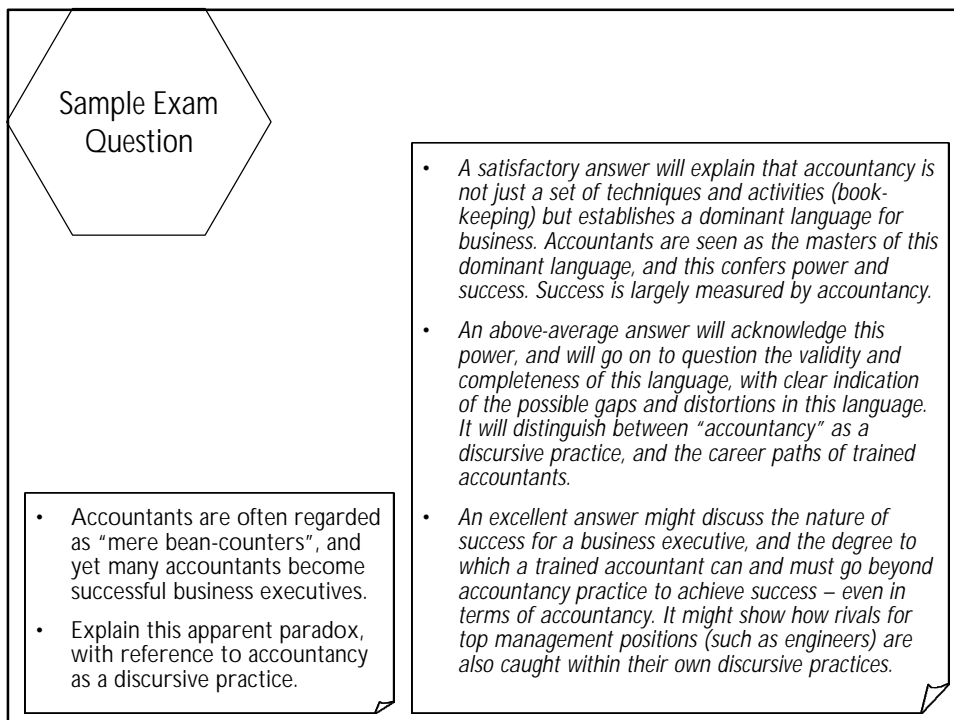 Sample Exam
Question
• Accountants are often regarded
as “mere bean-counters”, and
yet many accountants become
successful business executives.
• Explain this apparent paradox,
with reference to accountancy
as a discursive practice.
• A satisfactory answer will explain that accountancy is
not just a set of techniques and activities (book-
keeping) but establishes a dominant language for
business. Accountants are seen as the masters of this
dominant language, and this confers power and
success. Success is largely measured by accountancy.
• An above-average answer will acknowledge this
power, and will go on to question the validity and
completeness of this language, with clear indication
of the possible gaps and distortions in this language.
It will distinguish between “accountancy” as a
discursive practice, and the career paths of trained
accountants.
• An excellent answer might discuss the nature of
success for a business executive, and the degree to
which a trained accountant can and must go beyond
accountancy practice to achieve success – even in
terms of accountancy. It might show how rivals for
top management positions (such as engineers) are
also caught within their own discursive practices.